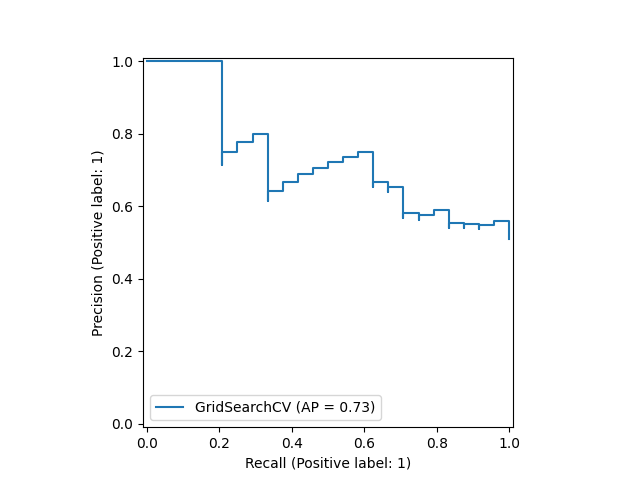 1.0
0.8
0.6
0.4
0.2
0.0
Precision (Positive label: 1)
GridSearchCV (AP = 0.73)
0.0 0.2 0.4 0.6 0.8 1.0
Recall (Positive label: 1)